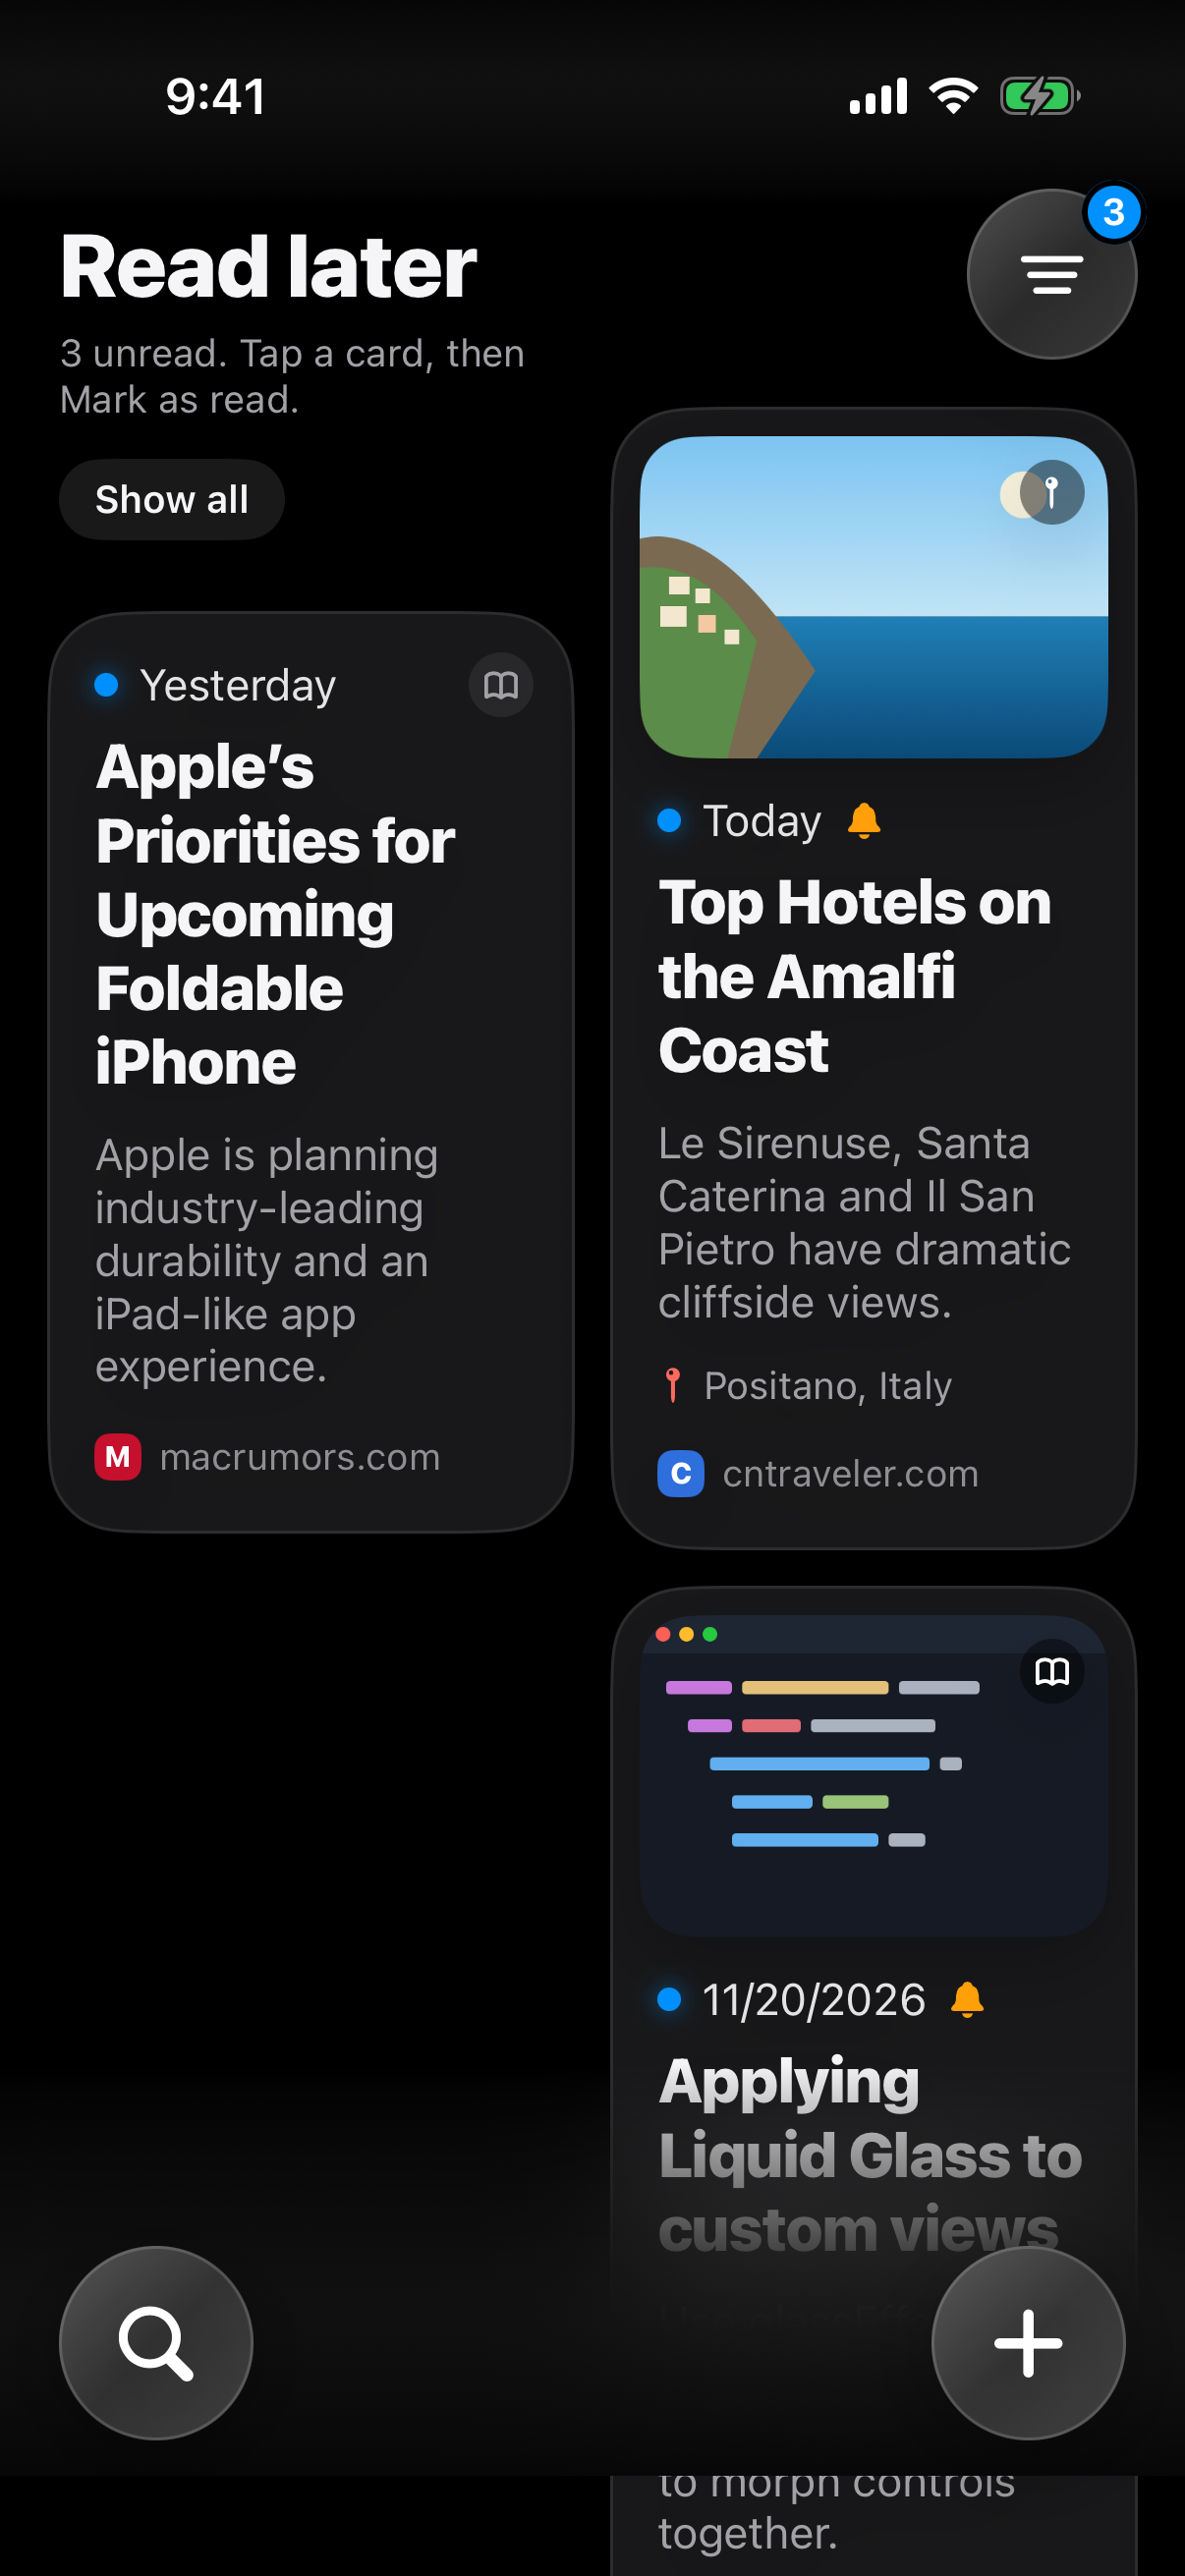 9:41
3
Read later
3 unread. Tap a card, then
Mark as read.
Show all
Yesterday
Apple’s
Priorities for
Upcoming
Foldable
iPhone
Apple is planning
industry-leading
durability and an
iPad-like app
experience.
M macrumors.com
Today
Top Hotels on
the Amalfi
Coast
Le Sirenuse, Santa
Caterina and Il San
Pietro have dramatic
cliffside views.
Positano, Italy
C cntraveler.com
11/20/2026
Applying
Liquid Glass to
custom views
to morph controls
together.